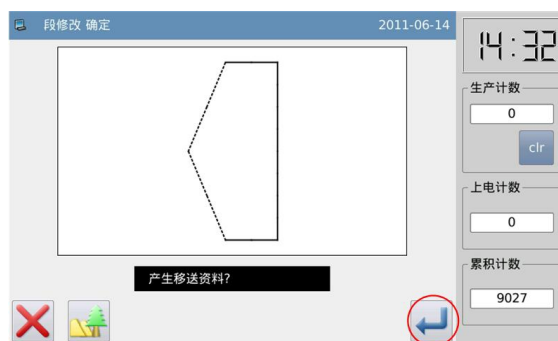 段修改 确定
2011-06-14
14:32
生产计数
0
clr
上电计数
0
累积计数
9027
产生移送资料?